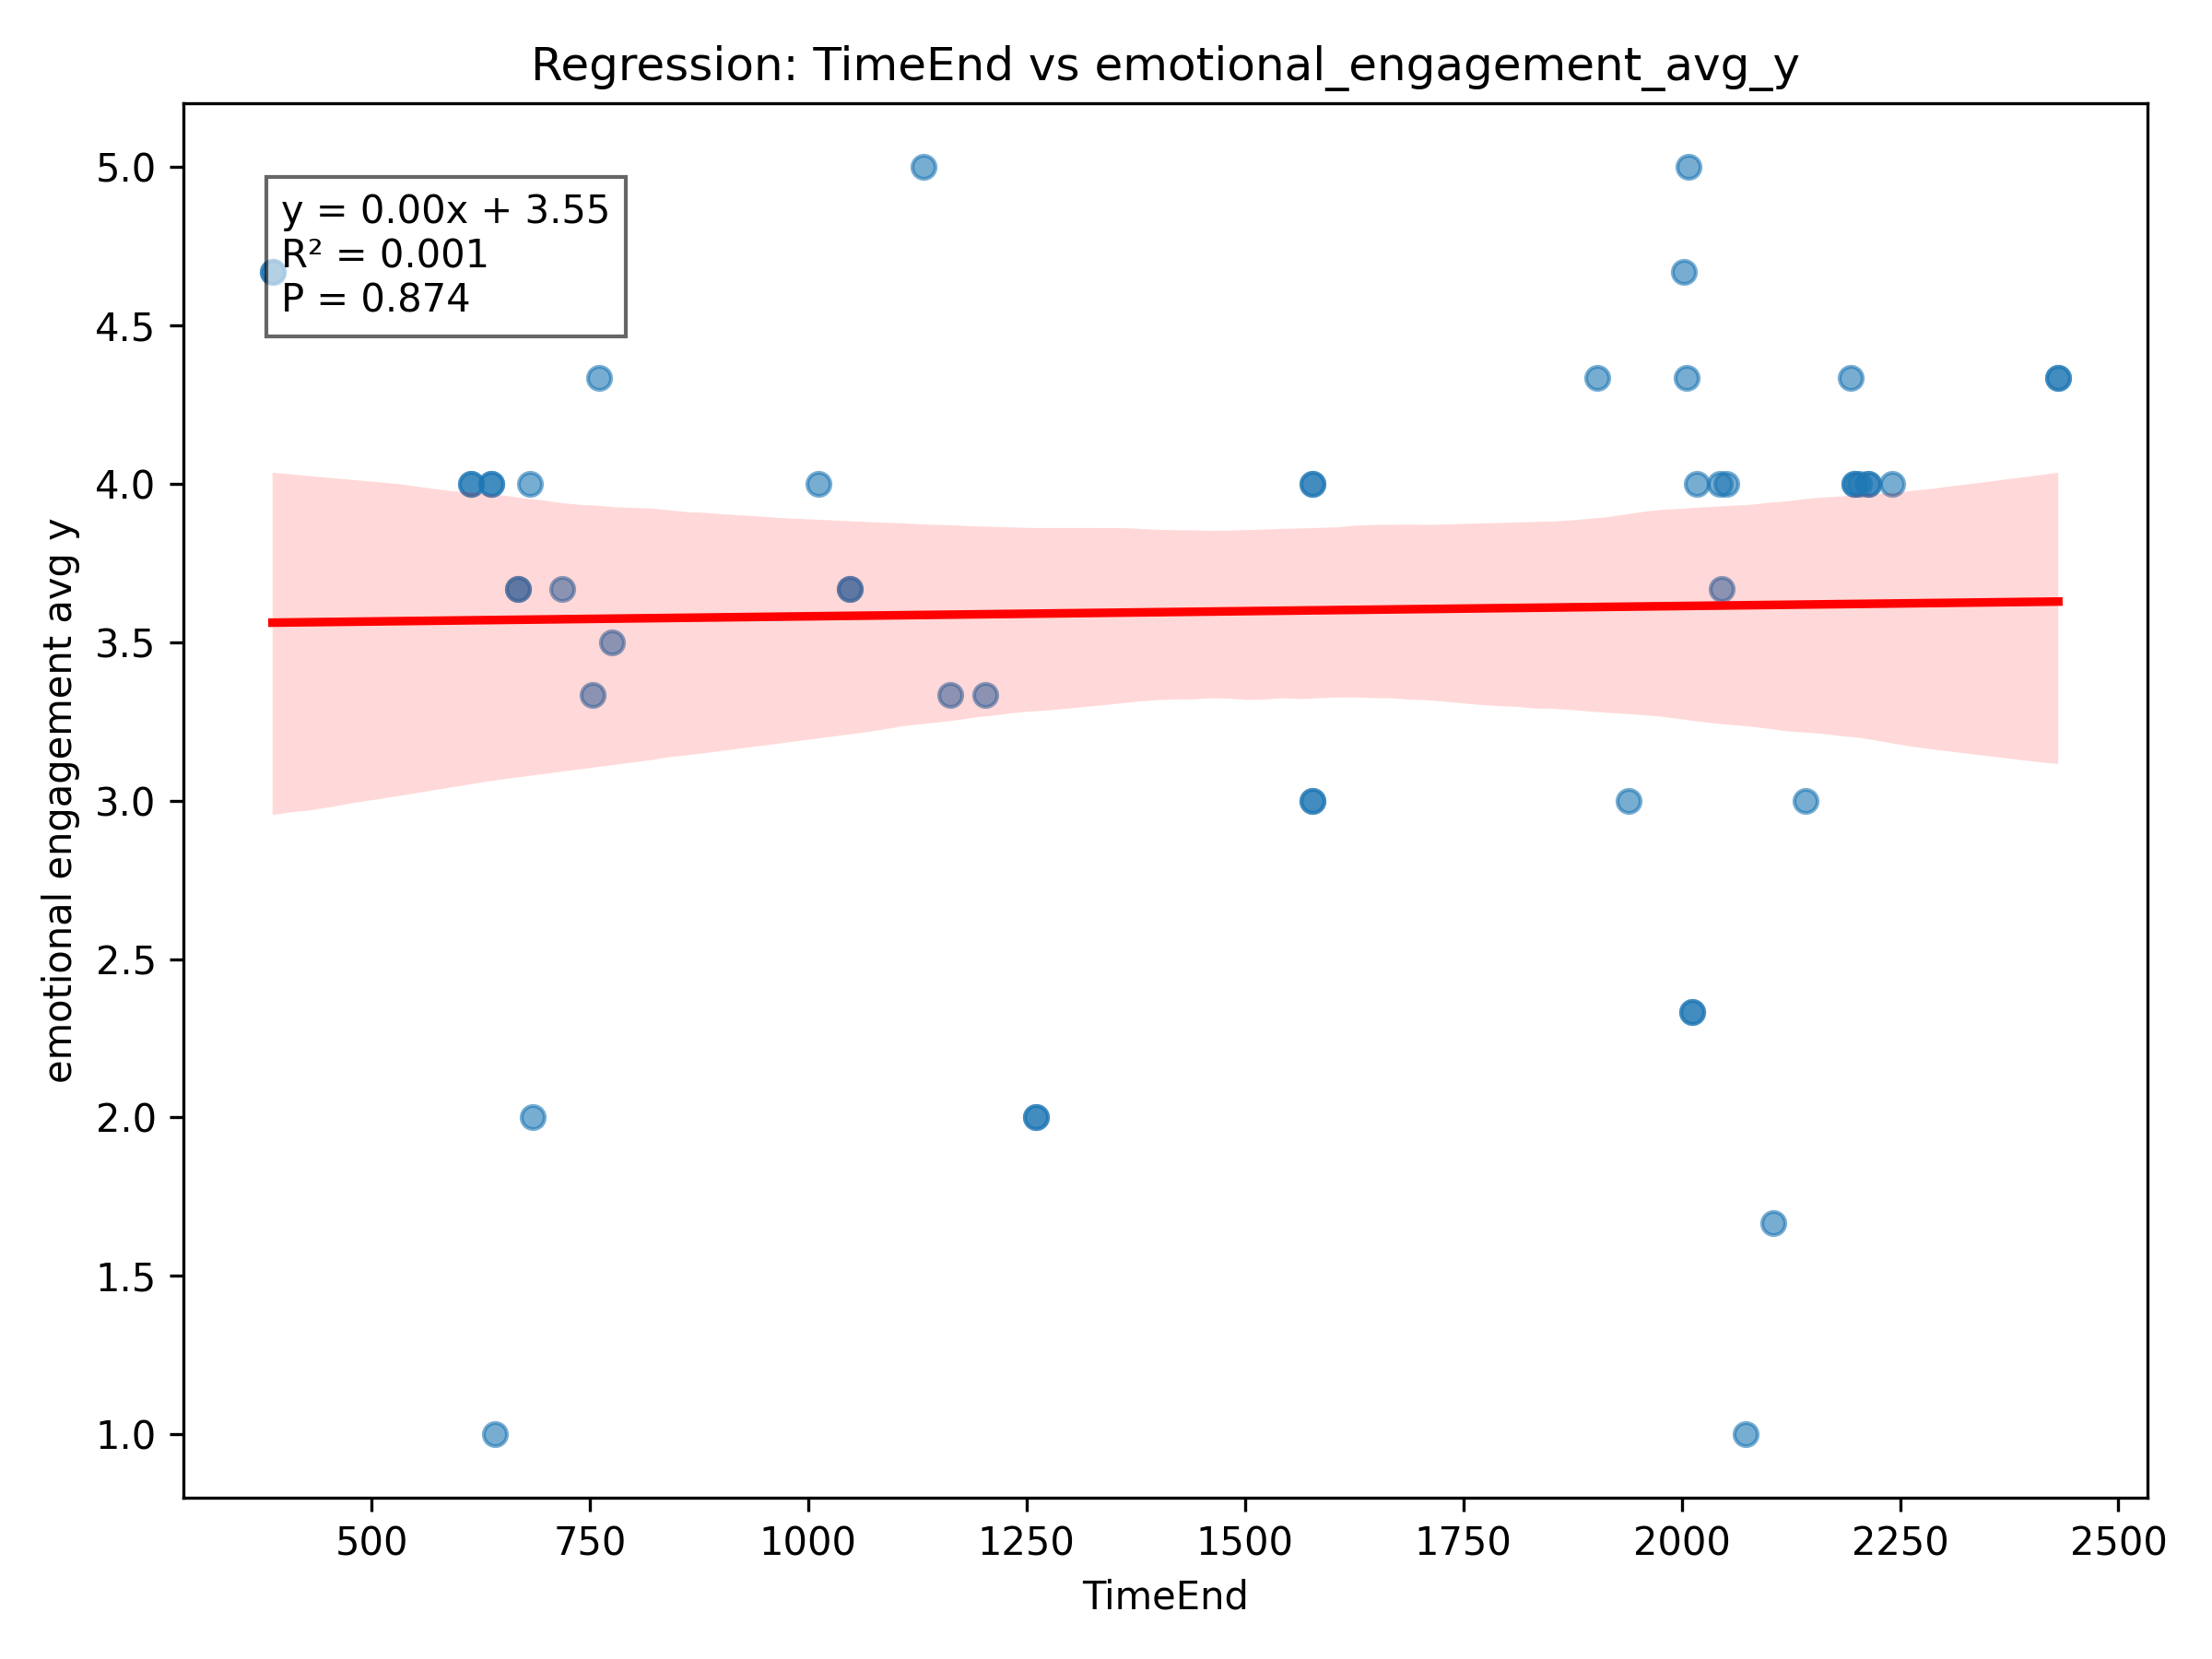 Regression: TimeEnd vs emotional_engagement_avg_y
y = 0.00x + 3.55
R² = 0.001
P = 0.874
5.0
4.5
4.0
3.5
3.0
2.5
2.0
1.5
1.0
emotional engagement avg y
500 750 1000 1250 1500 1750 2000 2250 2500
TimeEnd